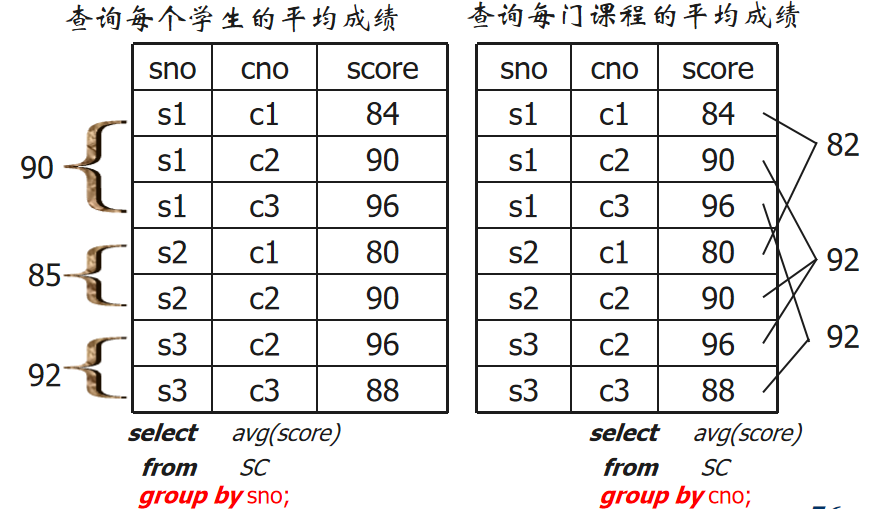 查询每个学生的平均成绩
sno cno score
s1 c1 84
s1 c2 90
s1 c3 96
s2 c1 80
s2 c2 90
s3 c2 96
s3 c3 88
90
85
92
select avg(score)
from SC
group by sno;
查询每门课程的平均成绩
sno cno score
s1 c1 84
s1 c2 90
s1 c3 96
s2 c1 80
s2 c2 90
s3 c2 96
s3 c3 88
82
92
92
select avg(score)
from SC
group by cno;